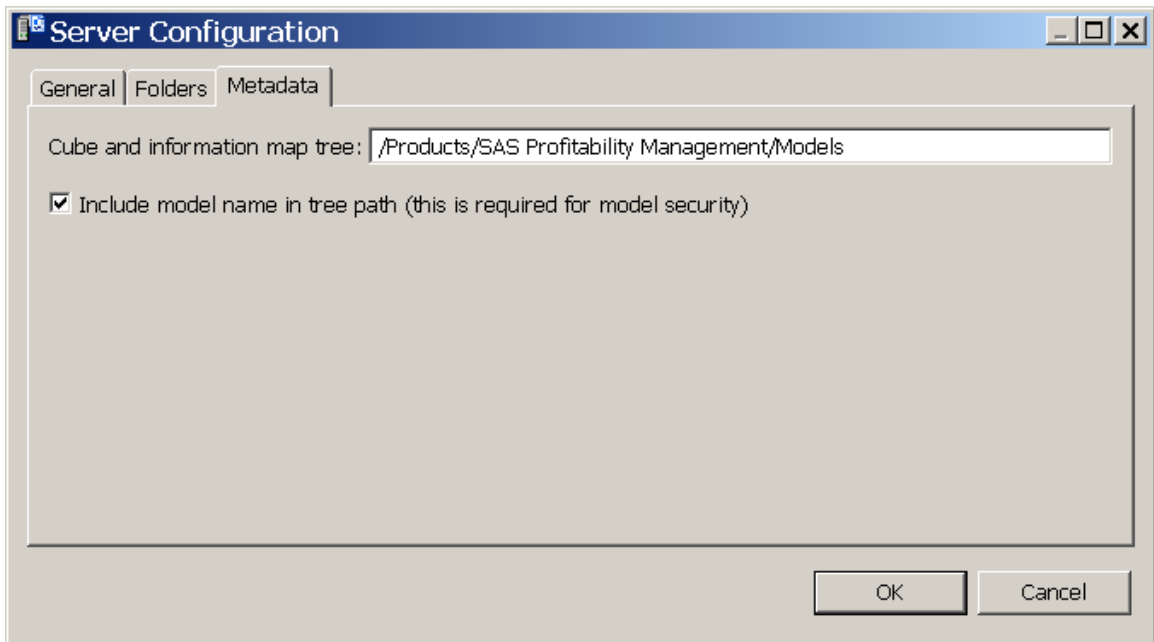 Server Configuration
General Folders Metadata
Cube and information map tree: /Products/SAS Profitability Management/Models
Include model name in tree path (this is required for model security)
OK Cancel